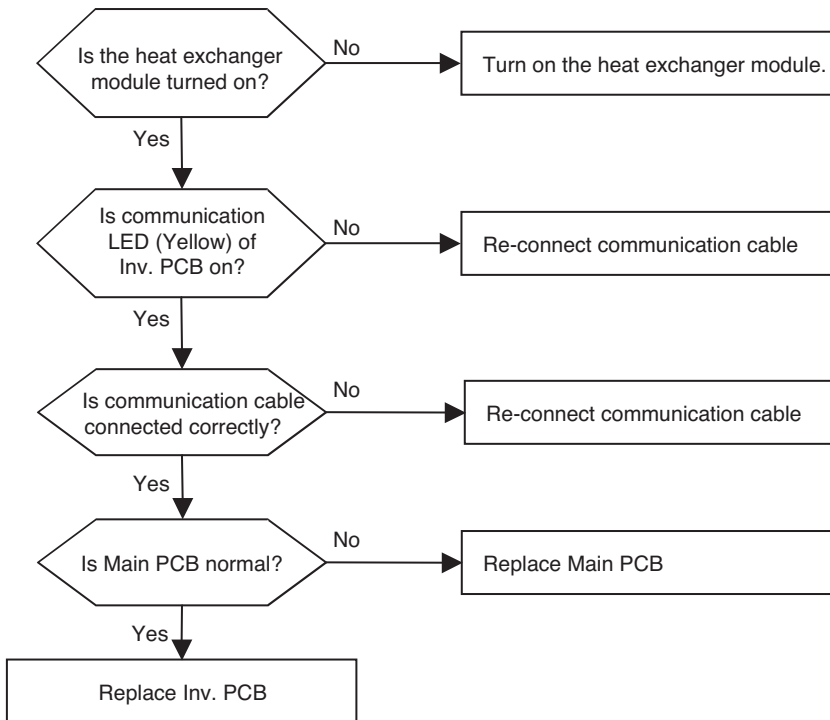 Is the heat exchanger
module turned on?
No
Turn on the heat exchanger module.
Yes
Is communication
LED (Yellow) of
Inv. PCB on?
No
Re-connect communication cable
Yes
Is communication cable
connected correctly?
No
Re-connect communication cable
Yes
Is Main PCB normal?
No
Replace Main PCB
Yes
Replace Inv. PCB